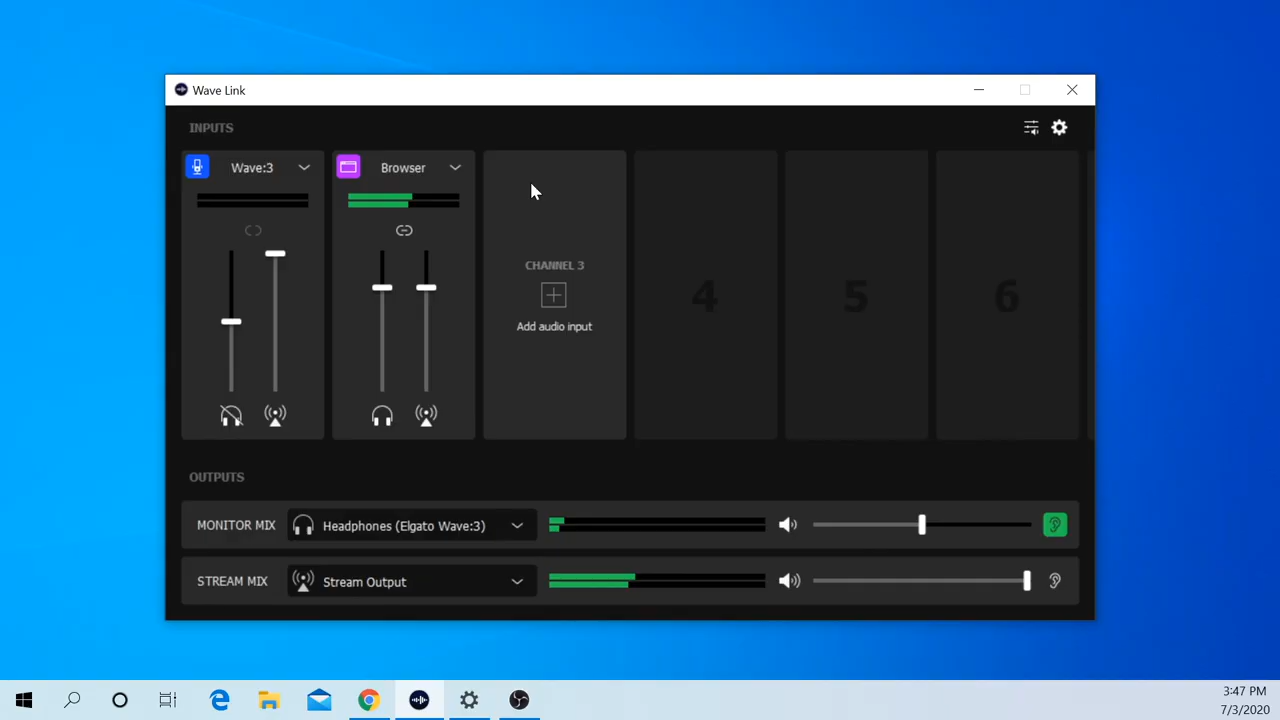 Wave Link
INPUTS
Wave:3
Browser
CHANNEL 3
Add audio input
4
5
6
OUTPUTS
MONITOR MIX
Headphones (Elgato Wave:3)
STREAM MIX
Stream Output
3:47 PM
7/3/2020